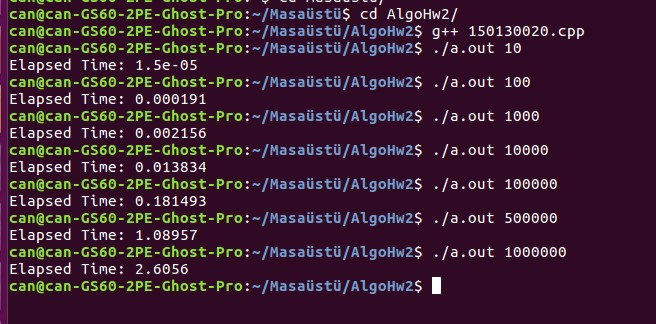 can@can-GS60-2PE-Ghost-Pro:~/Masaüstü$ cd AlgoHw2/
can@can-GS60-2PE-Ghost-Pro:~/Masaüstü/AlgoHw2$ g++ 150130020.cpp
can@can-GS60-2PE-Ghost-Pro:~/Masaüstü/AlgoHw2$ ./a.out 10
Elapsed Time: 1.5e-05
can@can-GS60-2PE-Ghost-Pro:~/Masaüstü/AlgoHw2$ ./a.out 100
Elapsed Time: 0.000191
can@can-GS60-2PE-Ghost-Pro:~/Masaüstü/AlgoHw2$ ./a.out 1000
Elapsed Time: 0.002156
can@can-GS60-2PE-Ghost-Pro:~/Masaüstü/AlgoHw2$ ./a.out 10000
Elapsed Time: 0.013834
can@can-GS60-2PE-Ghost-Pro:~/Masaüstü/AlgoHw2$ ./a.out 100000
Elapsed Time: 0.181493
can@can-GS60-2PE-Ghost-Pro:~/Masaüstü/AlgoHw2$ ./a.out 500000
Elapsed Time: 1.08957
can@can-GS60-2PE-Ghost-Pro:~/Masaüstü/AlgoHw2$ ./a.out 1000000
Elapsed Time: 2.6056
can@can-GS60-2PE-Ghost-Pro:~/Masaüstü/AlgoHw2$